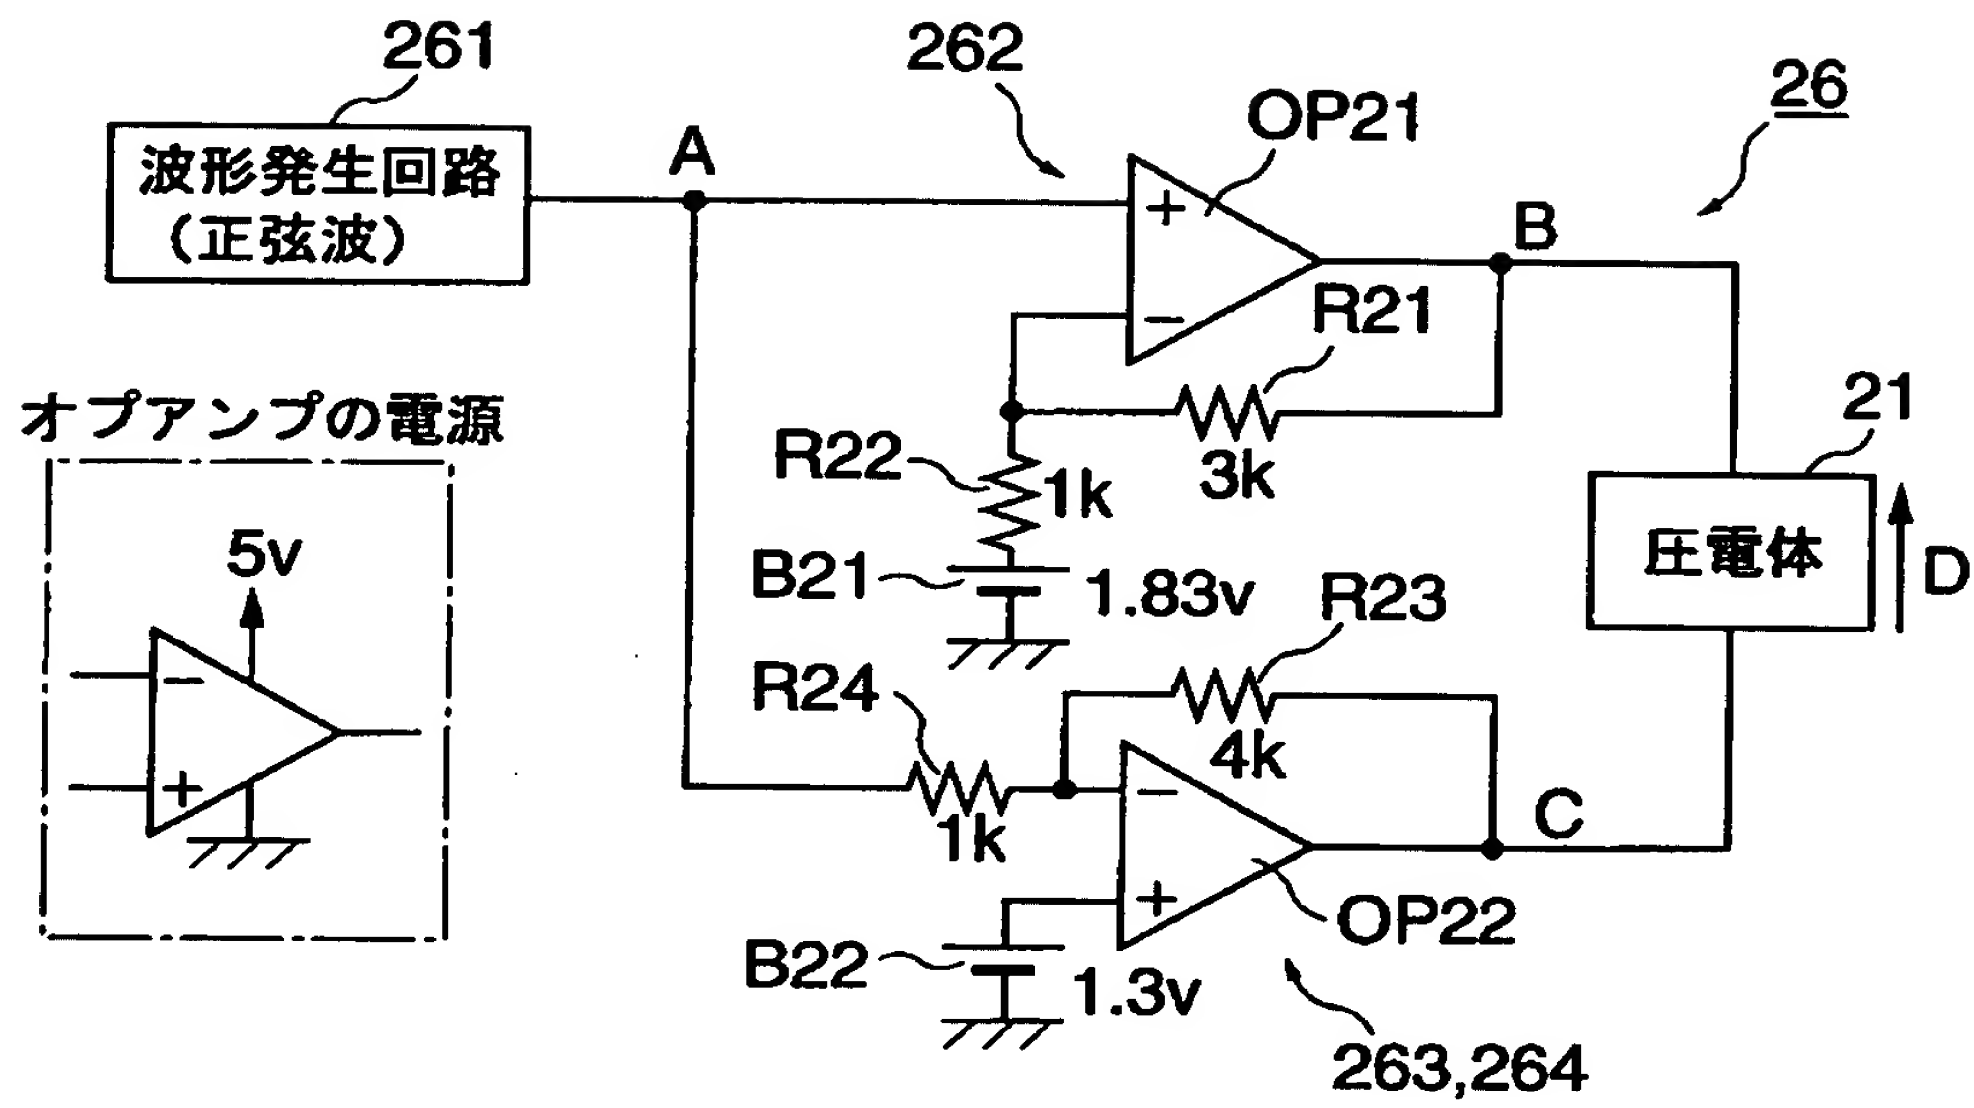 261
262
26
波形発生回路
(正弦波)
A
OP21
+
−
B
R21
3k
R22
1k
B21
1.83v
オペアンプの電源
5v
−
+
21
圧電体
D
R23
4k
R24
1k
−
+
C
OP22
B22
1.3v
263,264